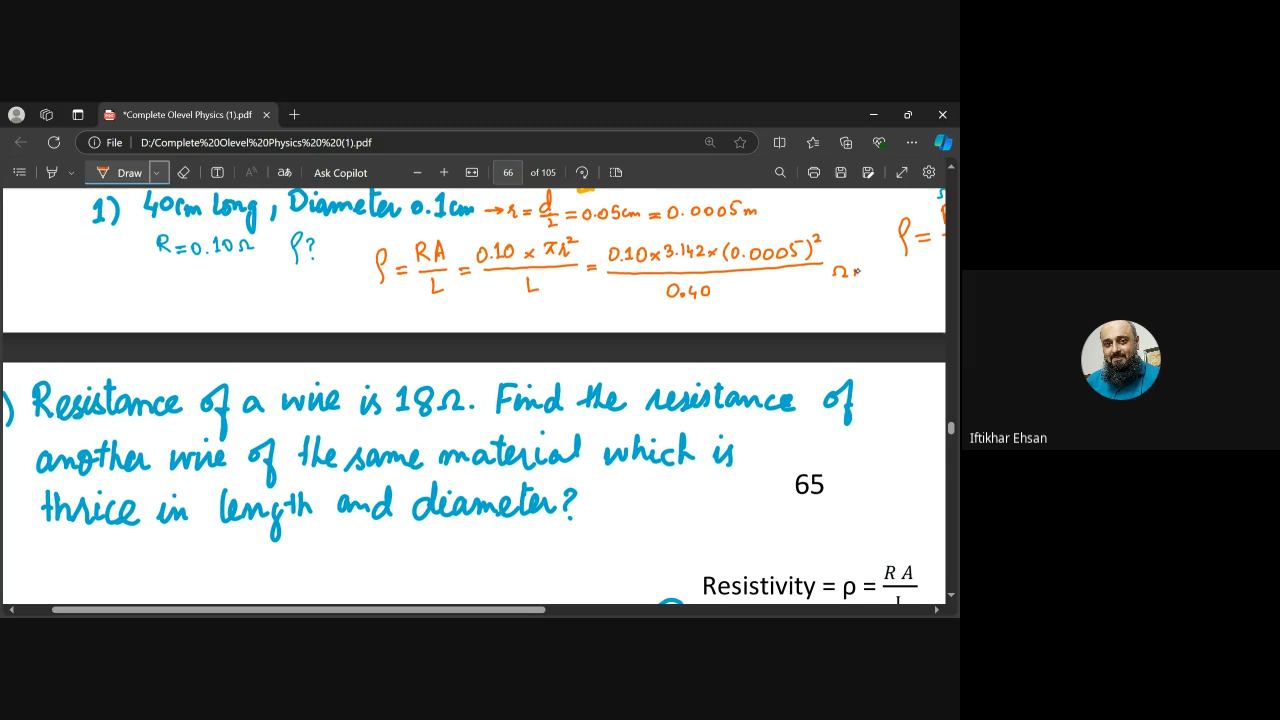 *Complete Olevel Physics (1).pdf
File D:/Complete%20Olevel%20Physics%20%20(1).pdf
Draw Ask Copilot 66 of 105
1) 40cm long, Diameter 0.1cm → r = d/2 = 0.05cm = 0.0005m
R = 0.10Ω ρ?
ρ = RA/L = 0.10 × πr²/L = 0.10 × 3.142 × (0.0005)²/0.40 Ω
ρ =
) Resistance of a wire is 18Ω. Find the resistance of
another wire of the same material which is
thrice in length and diameter?
65
Resistivity = ρ = R A/L
Iftikhar Ehsan